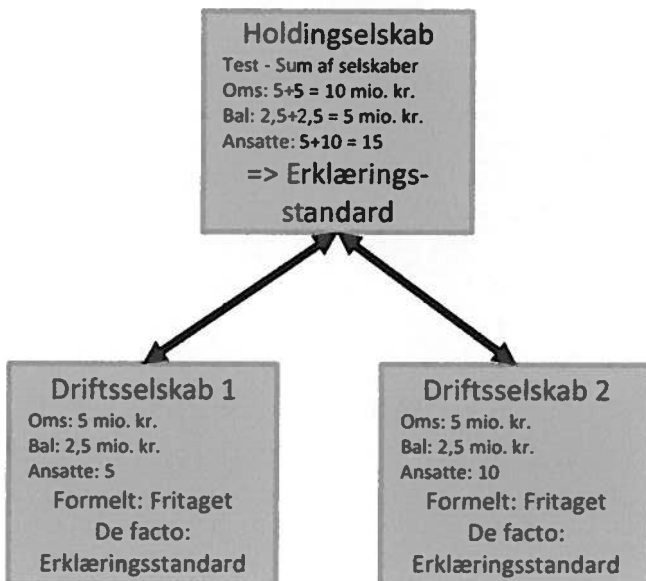 Holdingselskab
Test - Sum af selskaber
Oms: 5+5 = 10 mio. kr.
Bal: 2,5+2,5 = 5 mio. kr.
Ansatte: 5+10 = 15
=> Erklærings-
standard
Driftsselskab 1
Oms: 5 mio. kr.
Bal: 2,5 mio. kr.
Ansatte: 5
Formelt: Fritaget
De facto:
Erklæringsstandard
Driftsselskab 2
Oms: 5 mio. kr.
Bal: 2,5 mio. kr.
Ansatte: 10
Formelt: Fritaget
De facto:
Erklæringsstandard